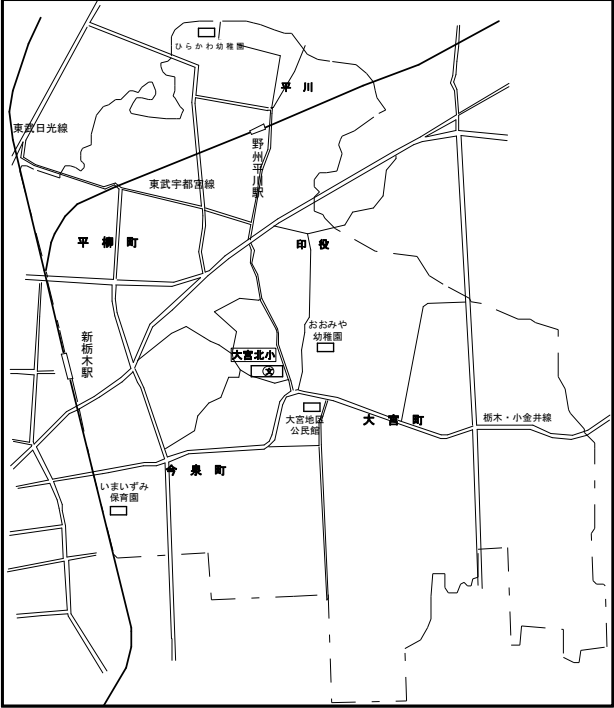 ひらかわ幼稚園
平川
東武日光線
野州平川駅
東武宇都宮線
平柳町
印役
新栃木駅
おおみや
幼稚園
大宮北小
文
大宮地区
公民館
大宮町
栃木・小金井線
今泉町
いまいずみ
保育園